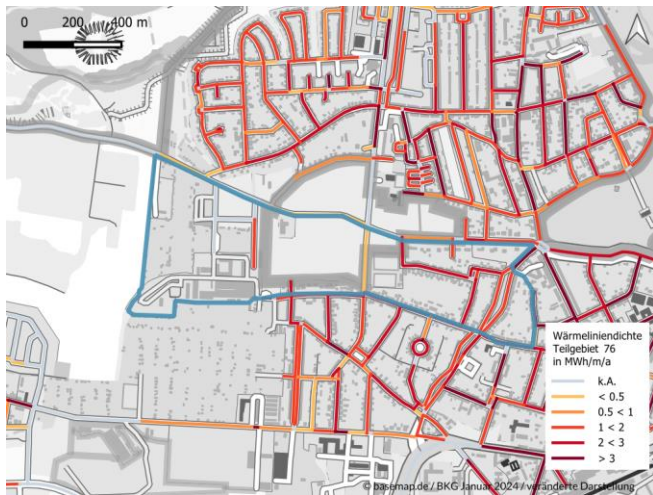 0 200 400 m
Wärmeliniendichte
Teilgebiet 76
in MWh/m/a
k.A.
< 0.5
0.5 < 1
1 < 2
2 < 3
> 3
© basemap.de / BKG Januar 2024 / veränderte Darstellung